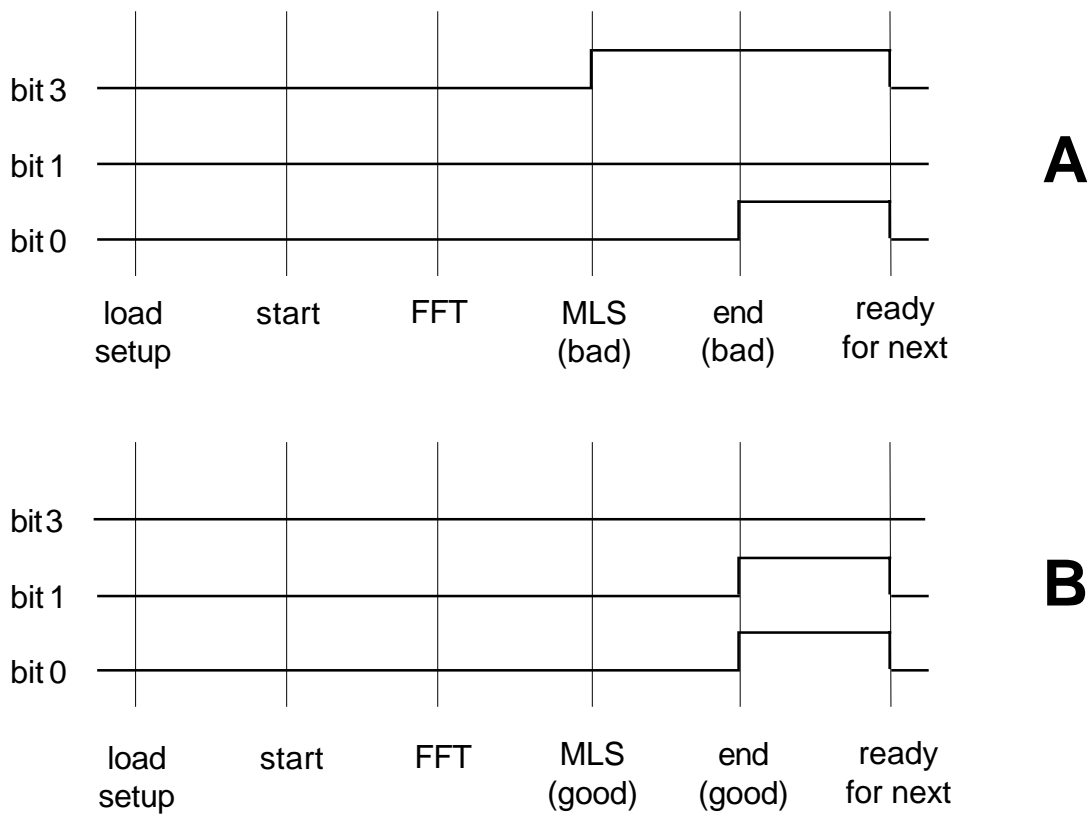 bit 3
bit 1
A
bit 0
load start FFT MLS end ready
setup (bad) (bad) for next
bit 3
bit 1
B
bit 0
load start FFT MLS end ready
setup (good) (good) for next